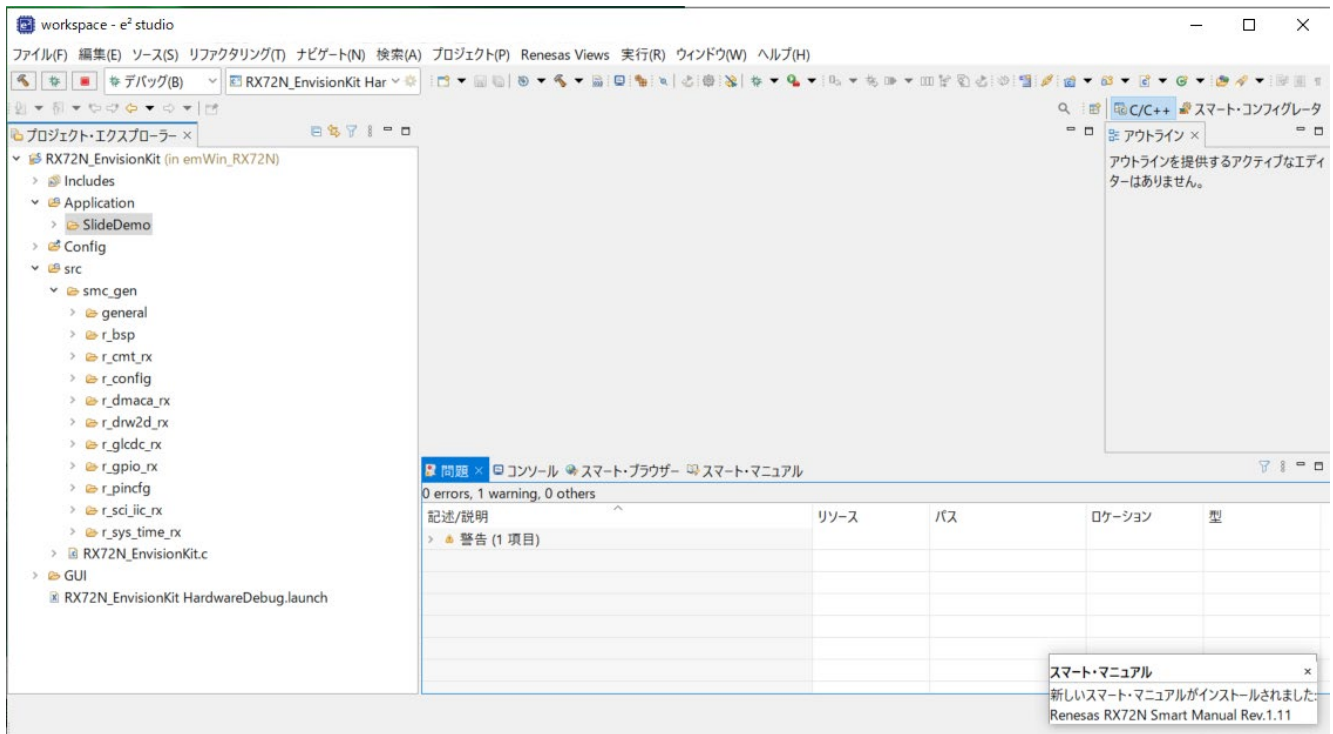 workspace - e² studio
ファイル(F) 編集(E) ソース(S) リファクタリング(T) ナビゲート(N) 検索(A) プロジェクト(P) Renesas Views 実行(R) ウィンドウ(W) ヘルプ(H)
デバッグ(B) RX72N_EnvisionKit Har
C/C++ スマート・コンフィグレータ
プロジェクト・エクスプローラー
RX72N_EnvisionKit (in emWin_RX72N)
Includes
Application
SlideDemo
Config
src
smc_gen
general
r_bsp
r_cmt_rx
r_config
r_dmaca_rx
r_drw2d_rx
r_glcdc_rx
r_gpio_rx
r_pincfg
r_sci_iic_rx
r_sys_time_rx
RX72N_EnvisionKit.c
GUI
RX72N_EnvisionKit HardwareDebug.launch
アウトライン
アウトラインを提供するアクティブなエディ
ターはありません。
問題 コンソール スマート・ブラウザー スマート・マニュアル
0 errors, 1 warning, 0 others
記述/説明 リソース パス ロケーション 型
警告 (1 項目)
スマート・マニュアル
新しいスマート・マニュアルがインストールされました:
Renesas RX72N Smart Manual Rev.1.11